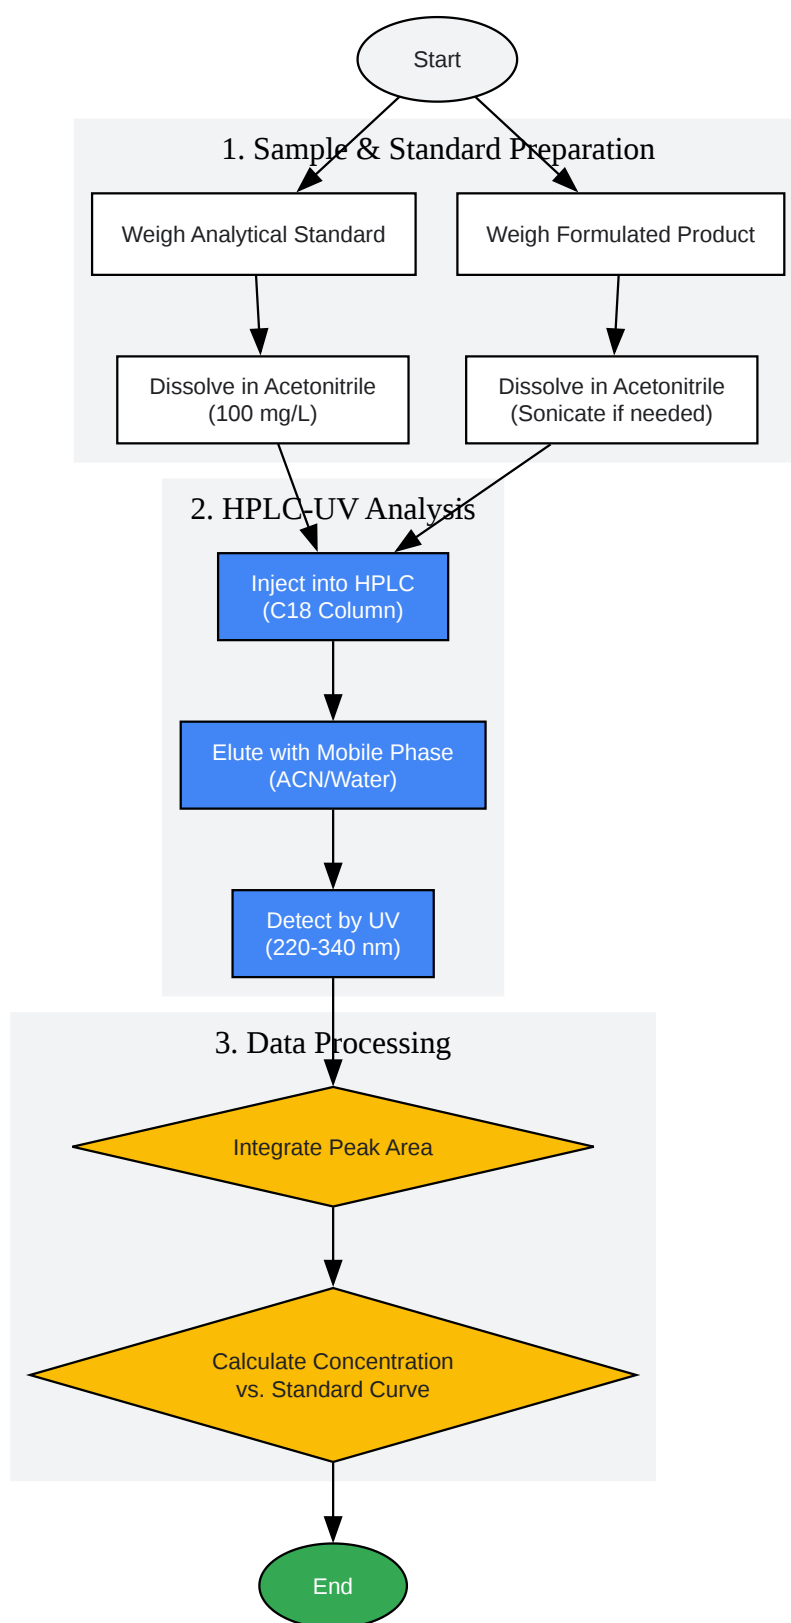 Start
1. Sample & Standard Preparation
Weigh Analytical Standard
Weigh Formulated Product
Dissolve in Acetonitrile
(100 mg/L)
Dissolve in Acetonitrile
(Sonicate if needed)
2. HPLC-UV Analysis
Inject into HPLC
(C18 Column)
Elute with Mobile Phase
(ACN/Water)
Detect by UV
(220-340 nm)
3. Data Processing
Integrate Peak Area
Calculate Concentration
vs. Standard Curve
End